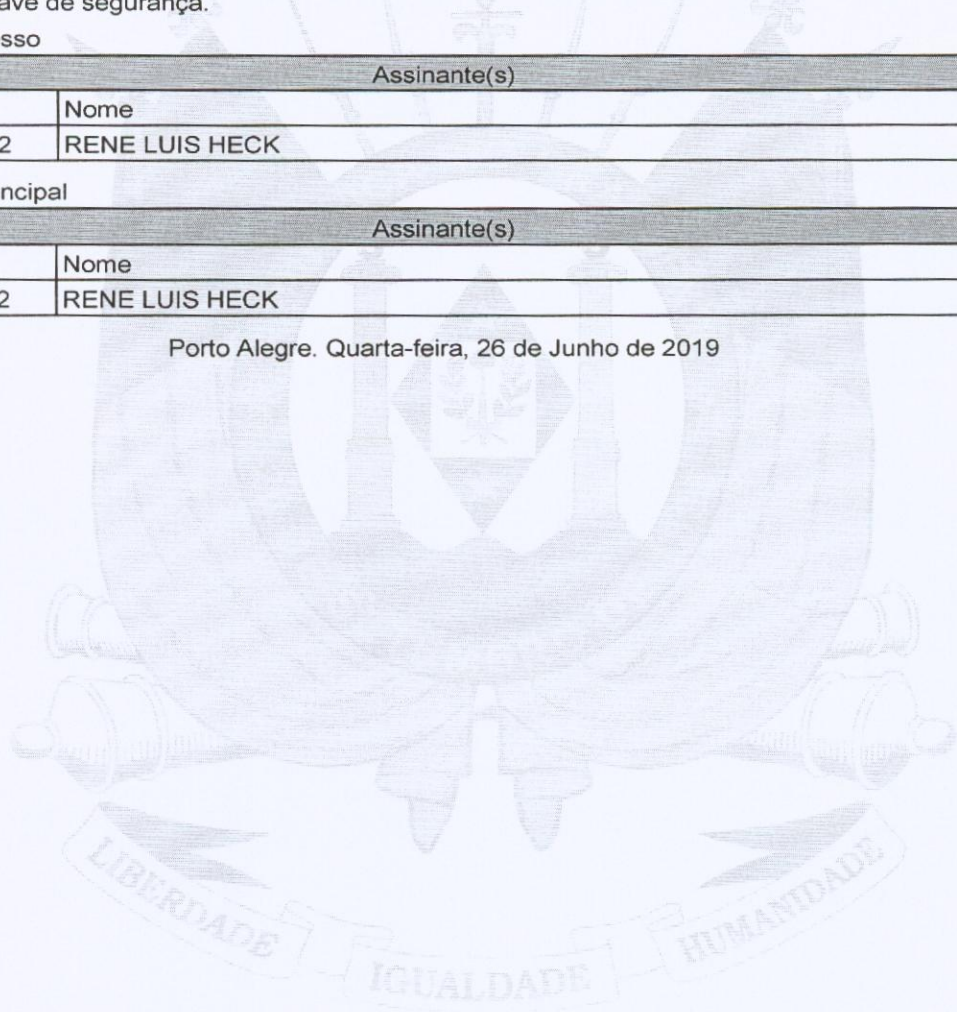 ave de segurança.
sso
Assinante(s)
Nome
2 RENE LUIS HECK
ncipal
Assinante(s)
Nome
2 RENE LUIS HECK
Porto Alegre. Quarta-feira, 26 de Junho de 2019
LIBERDADE
IGUALDADE
HUMANIDADE